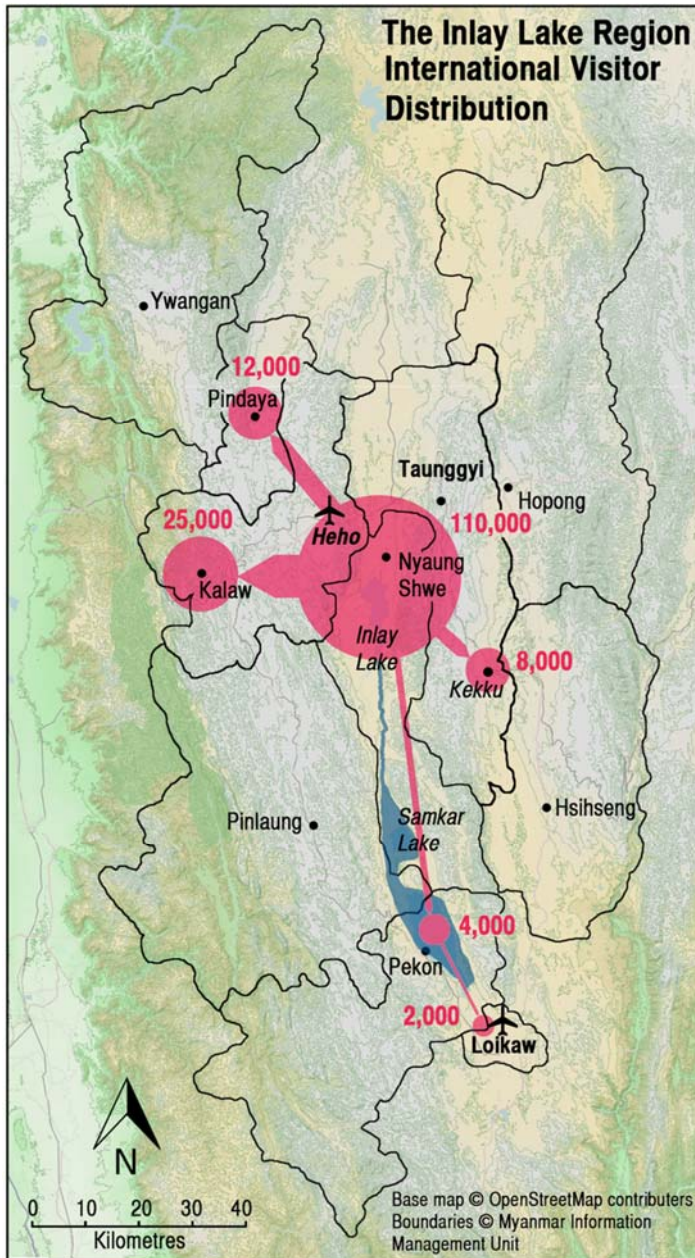 The Inlay Lake Region
International Visitor
Distribution
Ywangan
12,000
Pindaya
Taunggyi
Hopong
25,000
110,000
Heho
Nyaung
Shwe
Kalaw
Inlay
Lake
8,000
Kekku
Hsihseng
Pinlaung
Samkar
Lake
4,000
Pekon
2,000
Loikaw
N
0 10 20 30 40
Kilometres
Base map © OpenStreetMap contributers
Boundaries © Myanmar Information
Management Unit